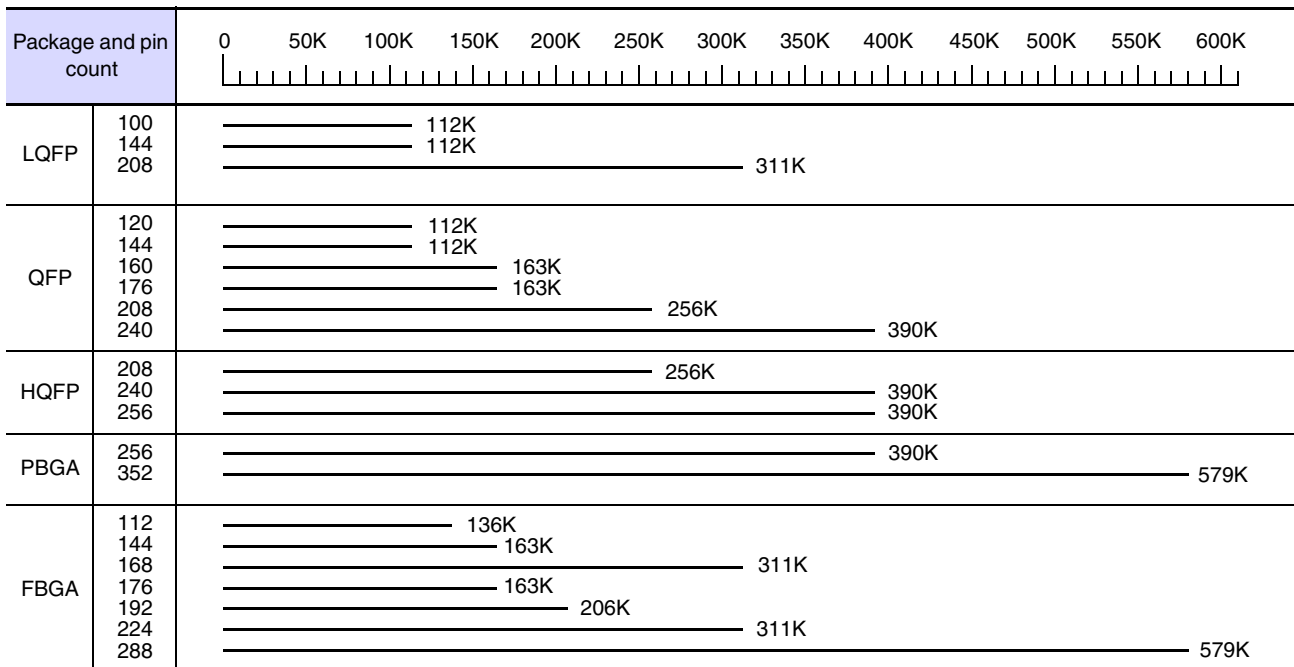 Package and pin count
0 50K 100K 150K 200K 250K 300K 350K 400K 450K 500K 550K 600K
LQFP
100 112K
144 112K
208 311K
QFP
120 112K
144 112K
160 163K
176 163K
208 256K
240 390K
HQFP
208 256K
240 390K
256 390K
PBGA
256 390K
352 579K
FBGA
112 136K
144 163K
168 311K
176 163K
192 206K
224 311K
288 579K